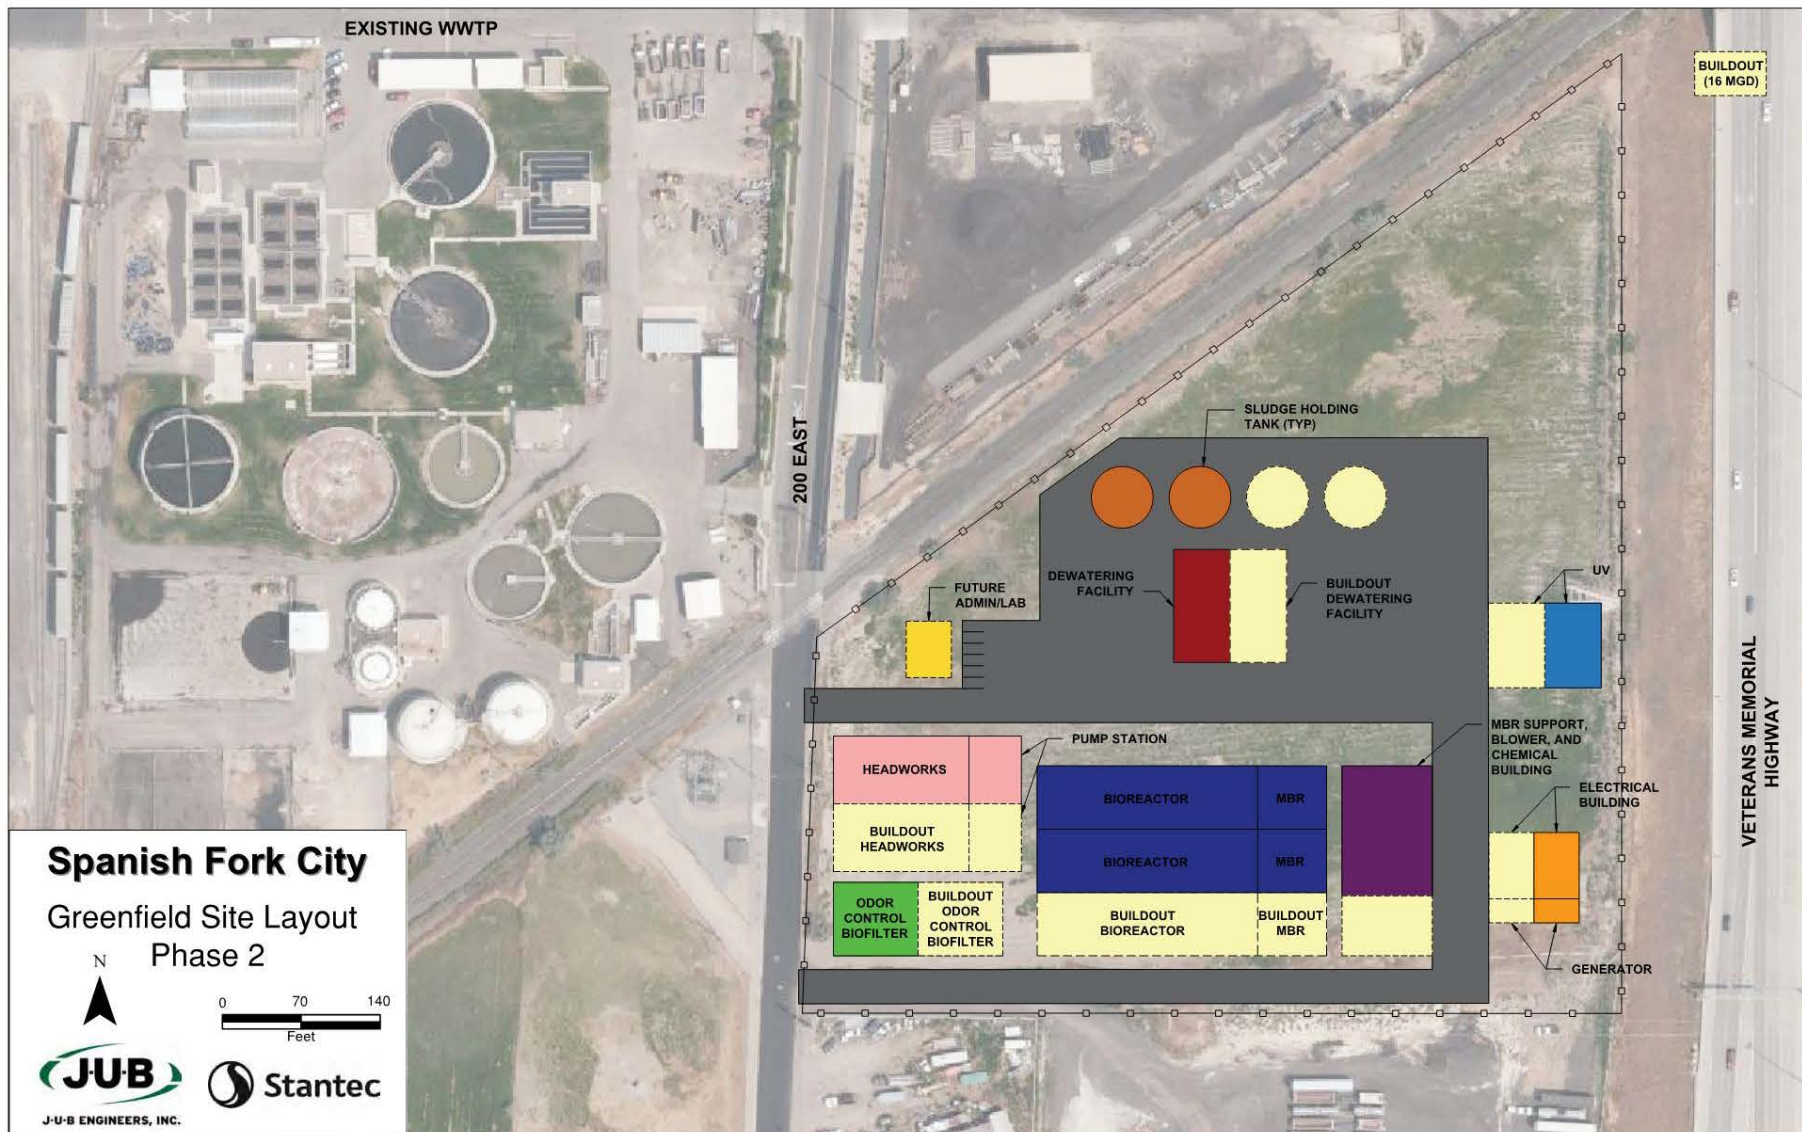 EXISTING WWTP
BUILDOUT
(16 MGD)
200 EAST
SLUDGE HOLDING
TANK (TYP)
DEWATERING
FACILITY
BUILDOUT
DEWATERING
FACILITY
UV
FUTURE
ADMIN/LAB
VETERANS MEMORIAL
HIGHWAY
MBR SUPPORT,
BLOWER, AND
CHEMICAL
BUILDING
PUMP STATION
HEADWORKS
BUILDOUT
HEADWORKS
BIOREACTOR
MBR
BIOREACTOR
MBR
ELECTRICAL
BUILDING
ODOR
CONTROL
BIOFILTER
BUILDOUT
ODOR
CONTROL
BIOFILTER
BUILDOUT
BIOREACTOR
BUILDOUT
MBR
GENERATOR
Spanish Fork City
Greenfield Site Layout
Phase 2
N
0 70 140
Feet
J·U·B
J·U·B ENGINEERS, INC.
Stantec